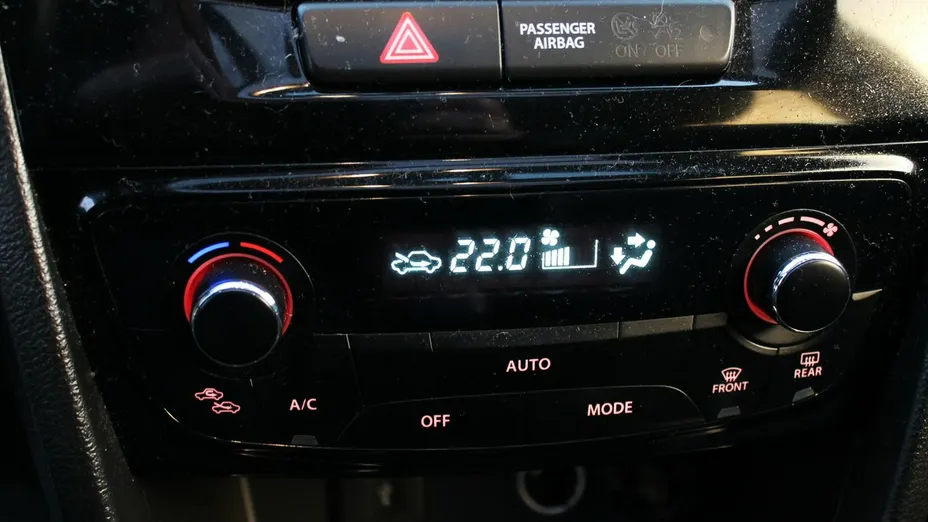 PASSENGER
AIRBAG
ON
OFF
22.0
AUTO
A/C
OFF
MODE
FRONT
REAR